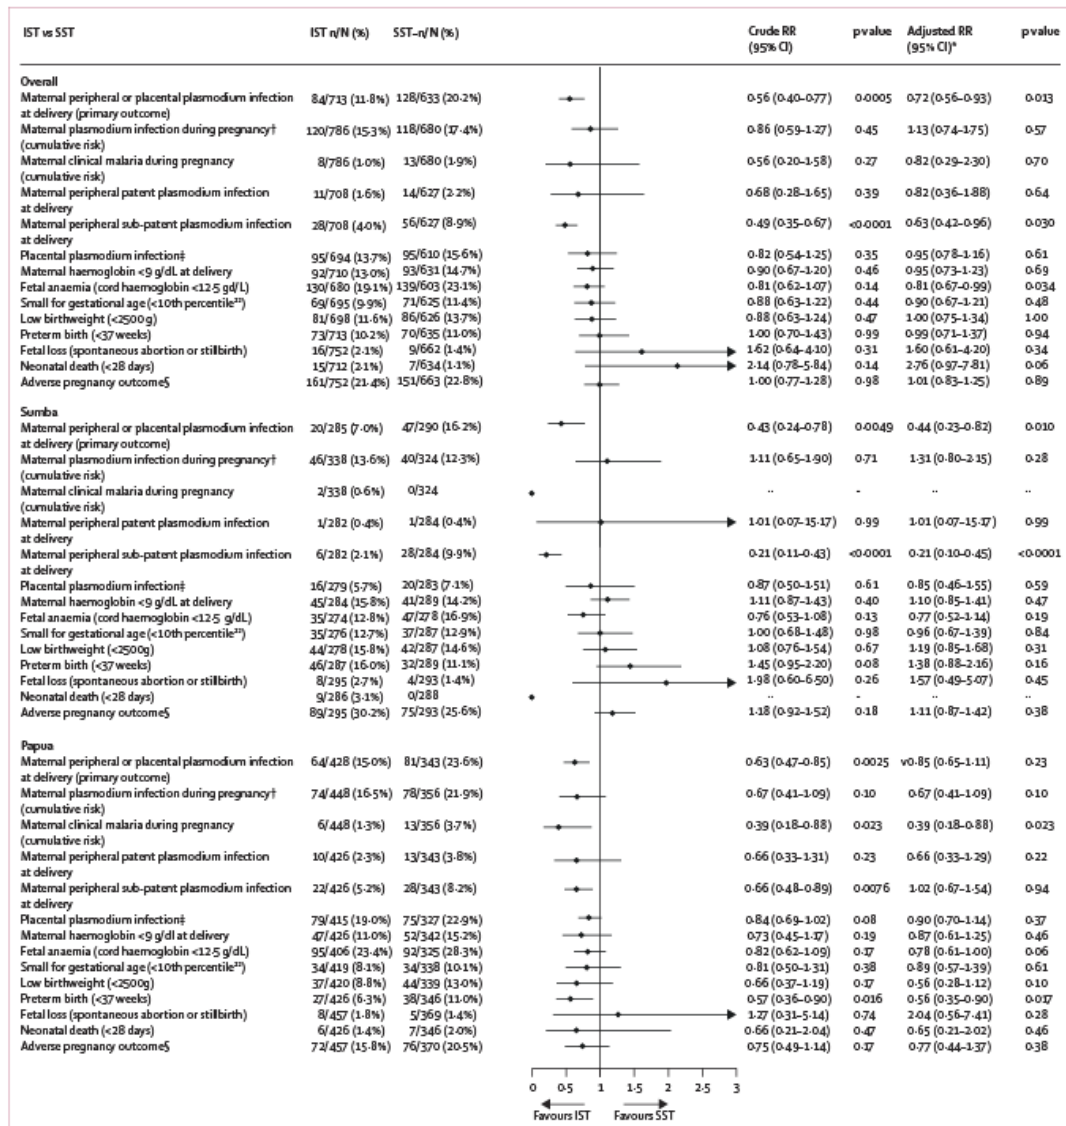 IST vs SST IST n/N (%) SST–n/N (%) Crude RR (95% CI) p value Adjusted RR (95% CI)* p value
Overall
Maternal peripheral or placental plasmodium infection at delivery (primary outcome) 84/713 (11·8%) 128/633 (20·2%) 0·56 (0·40–0·77) 0·0005 0·72 (0·56–0·93) 0·013
Maternal plasmodium infection during pregnancy† (cumulative risk) 120/786 (15·3%) 118/680 (17·4%) 0·86 (0·59–1·27) 0·45 1·13 (0·74–1·75) 0·57
Maternal clinical malaria during pregnancy (cumulative risk) 8/786 (1·0%) 13/680 (1·9%) 0·56 (0·20–1·58) 0·27 0·82 (0·29–2·30) 0·70
Maternal peripheral patent plasmodium infection at delivery 11/708 (1·6%) 14/627 (2·2%) 0·68 (0·28–1·65) 0·39 0·82 (0·36–1·88) 0·64
Maternal peripheral sub-patent plasmodium infection at delivery 28/708 (4·0%) 56/627 (8·9%) 0·49 (0·35–0·67) <0·0001 0·63 (0·42–0·96) 0·030
Placental plasmodium infection‡ 95/694 (13·7%) 95/610 (15·6%) 0·82 (0·54–1·25) 0·35 0·95 (0·78–1·16) 0·61
Maternal haemoglobin <9 g/dL at delivery 92/710 (13·0%) 93/631 (14·7%) 0·90 (0·67–1·20) 0·46 0·95 (0·73–1·23) 0·69
Fetal anaemia (cord haemoglobin <12·5 gd/L) 130/680 (19·1%) 139/603 (23·1%) 0·81 (0·62–1·07) 0·14 0·81 (0·67–0·99) 0·034
Small for gestational age (<10th percentile²²) 69/695 (9·9%) 71/625 (11·4%) 0·88 (0·63–1·22) 0·44 0·90 (0·67–1·21) 0·48
Low birthweight (<2500 g) 81/698 (11·6%) 86/626 (13·7%) 0·88 (0·63–1·24) 0·47 1·00 (0·75–1·34) 1·00
Preterm birth (<37 weeks) 73/713 (10·2%) 70/635 (11·0%) 1·00 (0·70–1·43) 0·99 0·99 (0·71–1·37) 0·94
Fetal loss (spontaneous abortion or stillbirth) 16/752 (2·1%) 9/662 (1·4%) 1·62 (0·64–4·10) 0·31 1·60 (0·61–4·20) 0·34
Neonatal death (<28 days) 15/712 (2·1%) 7/634 (1·1%) 2·14 (0·78–5·84) 0·14 2·76 (0·97–7·81) 0·06
Adverse pregnancy outcome§ 161/752 (21·4%) 151/663 (22·8%) 1·00 (0·77–1·28) 0·98 1·01 (0·83–1·25) 0·89
Sumba
Maternal peripheral or placental plasmodium infection at delivery (primary outcome) 20/285 (7·0%) 47/290 (16·2%) 0·43 (0·24–0·78) 0·0049 0·44 (0·23–0·82) 0·010
Maternal plasmodium infection during pregnancy† (cumulative risk) 46/338 (13·6%) 40/324 (12·3%) 1·11 (0·65–1·90) 0·71 1·31 (0·80–2·15) 0·28
Maternal clinical malaria during pregnancy (cumulative risk) 2/338 (0·6%) 0/324 ·· - ·· ··
Maternal peripheral patent plasmodium infection at delivery 1/282 (0·4%) 1/284 (0·4%) 1·01 (0·07–15·17) 0·99 1·01 (0·07–15·17) 0·99
Maternal peripheral sub-patent plasmodium infection at delivery 6/282 (2·1%) 28/284 (9·9%) 0·21 (0·11–0·43) <0·0001 0·21 (0·10–0·45) <0·0001
Placental plasmodium infection‡ 16/279 (5·7%) 20/283 (7·1%) 0·87 (0·50–1·51) 0·61 0·85 (0·46–1·55) 0·59
Maternal haemoglobin <9 g/dL at delivery 45/284 (15·8%) 41/289 (14·2%) 1·11 (0·87–1·43) 0·40 1·10 (0·85–1·41) 0·47
Fetal anaemia (cord haemoglobin <12·5 g/dL) 35/274 (12·8%) 47/278 (16·9%) 0·76 (0·53–1·08) 0·13 0·77 (0·52–1·14) 0·19
Small for gestational age (<10th percentile²²) 35/276 (12·7%) 37/287 (12·9%) 1·00 (0·68–1·48) 0·98 0·96 (0·67–1·39) 0·84
Low birthweight (<2500g) 44/278 (15·8%) 42/287 (14·6%) 1·08 (0·76–1·54) 0·67 1·19 (0·85–1·68) 0·31
Preterm birth (<37 weeks) 46/287 (16·0%) 32/289 (11·1%) 1·45 (0·95–2·20) 0·08 1·38 (0·88–2·16) 0·16
Fetal loss (spontaneous abortion or stillbirth) 8/295 (2·7%) 4/293 (1·4%) 1·98 (0·60–6·50) 0·26 1·57 (0·49–5·07) 0·45
Neonatal death (<28 days) 9/286 (3·1%) 0/288 ·· - ·· ··
Adverse pregnancy outcome§ 89/295 (30·2%) 75/293 (25·6%) 1·18 (0·92–1·52) 0·18 1·11 (0·87–1·42) 0·38
Papua
Maternal peripheral or placental plasmodium infection at delivery (primary outcome) 64/428 (15·0%) 81/343 (23·6%) 0·63 (0·47–0·85) 0·0025 v0·85 (0·65–1·11) 0·23
Maternal plasmodium infection during pregnancy† (cumulative risk) 74/448 (16·5%) 78/356 (21·9%) 0·67 (0·41–1·09) 0·10 0·67 (0·41–1·09) 0·10
Maternal clinical malaria during pregnancy (cumulative risk) 6/448 (1·3%) 13/356 (3·7%) 0·39 (0·18–0·88) 0·023 0·39 (0·18–0·88) 0·023
Maternal peripheral patent plasmodium infection at delivery 10/426 (2·3%) 13/343 (3·8%) 0·66 (0·33–1·31) 0·23 0·66 (0·33–1·29) 0·22
Maternal peripheral sub-patent plasmodium infection at delivery 22/426 (5·2%) 28/343 (8·2%) 0·66 (0·48–0·89) 0·0076 1·02 (0·67–1·54) 0·94
Placental plasmodium infection‡ 79/415 (19·0%) 75/327 (22·9%) 0·84 (0·69–1·02) 0·08 0·90 (0·70–1·14) 0·37
Maternal haemoglobin <9 g/dl at delivery 47/426 (11·0%) 52/342 (15·2%) 0·73 (0·45–1·17) 0·19 0·87 (0·61–1·25) 0·46
Fetal anaemia (cord haemoglobin <12·5 g/dL) 95/406 (23·4%) 92/325 (28·3%) 0·82 (0·62–1·09) 0·17 0·78 (0·61–1·00) 0·06
Small for gestational age (<10th percentile²²) 34/419 (8·1%) 34/338 (10·1%) 0·81 (0·50–1·31) 0·38 0·89 (0·57–1·39) 0·61
Low birthweight (<2500g) 37/420 (8·8%) 44/339 (13·0%) 0·66 (0·37–1·19) 0·17 0·56 (0·28–1·12) 0·10
Preterm birth (<37 weeks) 27/426 (6·3%) 38/346 (11·0%) 0·57 (0·36–0·90) 0·016 0·56 (0·35–0·90) 0·017
Fetal loss (spontaneous abortion or stillbirth) 8/457 (1·8%) 5/369 (1·4%) 1·27 (0·31–5·14) 0·74 2·04 (0·56–7·41) 0·28
Neonatal death (<28 days) 6/426 (1·4%) 7/346 (2·0%) 0·66 (0·21–2·04) 0·47 0·65 (0·21–2·02) 0·46
Adverse pregnancy outcome§ 72/457 (15·8%) 76/370 (20·5%) 0·75 (0·49–1·14) 0·17 0·77 (0·44–1·37) 0·38
0 0·5 1 1·5 2 2·5 3
Favours IST Favours SST